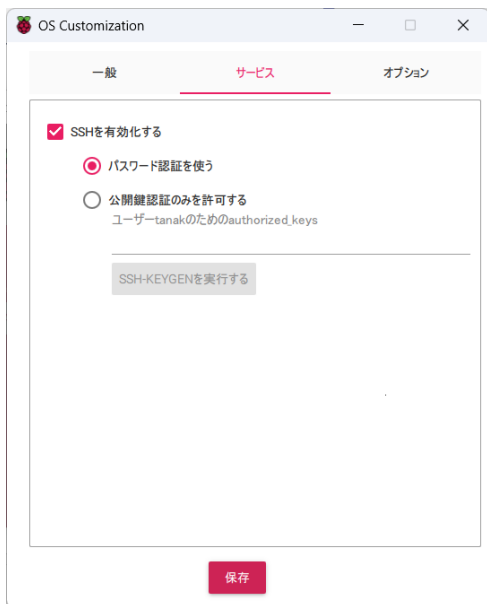 OS Customization
一般
サービス
オプション
SSHを有効化する
パスワード認証を使う
公開鍵認証のみを許可する
ユーザーtanakのためのauthorized_keys
SSH-KEYGENを実行する
保存